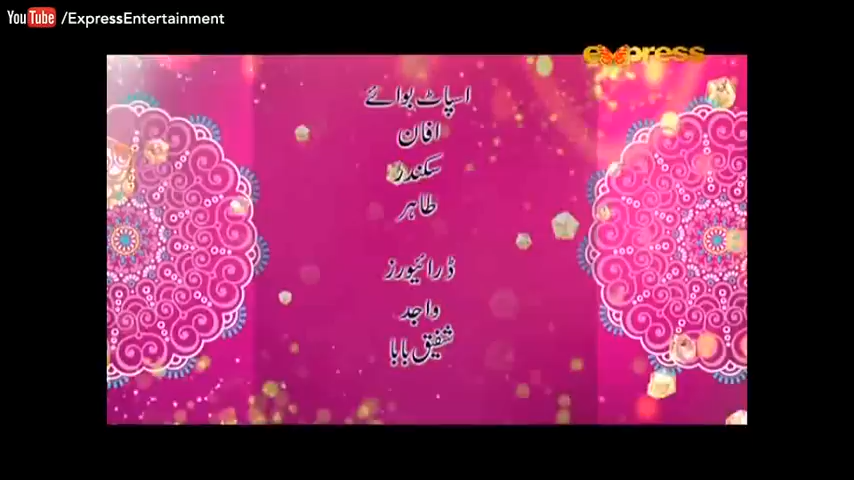 YouTube /ExpressEntertainment
express
اسپاٹ بوائے
افان
سکندر
طاہر
ڈرائیورز
واجد
شفیق بابا